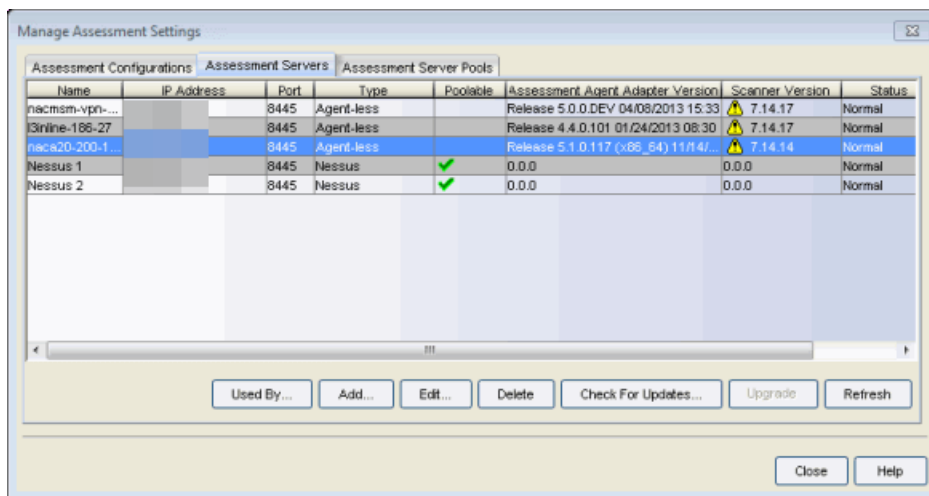 Manage Assessment Settings
Assessment Configurations Assessment Servers Assessment Server Pools
Name IP Address Port Type Poolable Assessment Agent Adapter Version Scanner Version Status
nacmsm-vpn-... 8445 Agent-less Release 5.0.0.DEV 04/08/2013 15:33 7.14.17 Normal
l3inline-186-27 8445 Agent-less Release 4.4.0.101 01/24/2013 08:30 7.14.17 Normal
naca20-200-1... 8445 Agent-less Release 5.1.0.117 (x86_64) 11/14/... 7.14.14 Normal
Nessus 1 8445 Nessus 0.0.0 0.0.0 Normal
Nessus 2 8445 Nessus 0.0.0 0.0.0 Normal
Used By... Add... Edit... Delete Check For Updates... Upgrade Refresh
Close Help